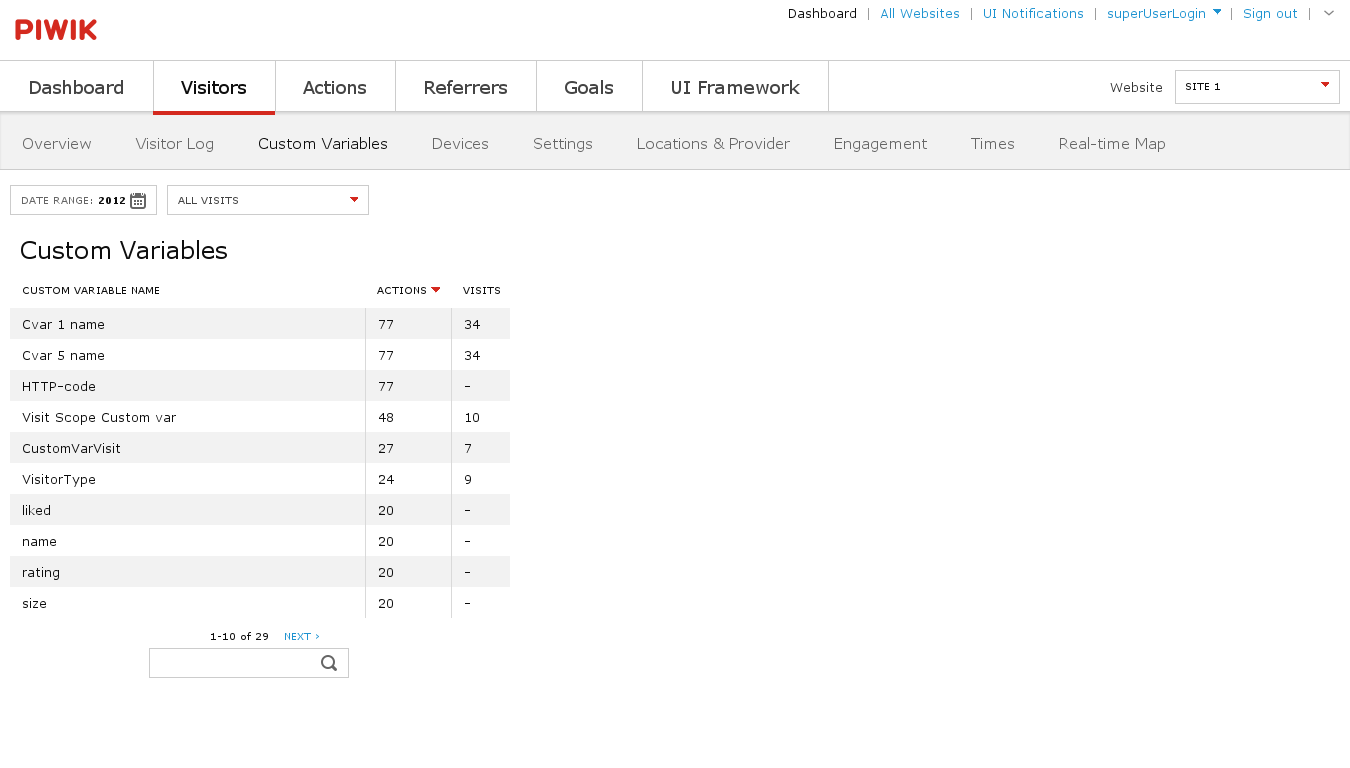 PIWIK
Dashboard | All Websites | UI Notifications | superUserLogin | Sign out |
Dashboard Visitors Actions Referrers Goals UI Framework Website SITE 1
Overview Visitor Log Custom Variables Devices Settings Locations & Provider Engagement Times Real-time Map
DATE RANGE: 2012 ALL VISITS
Custom Variables
CUSTOM VARIABLE NAME ACTIONS VISITS
Cvar 1 name 77 34
Cvar 5 name 77 34
HTTP-code 77 -
Visit Scope Custom var 48 10
CustomVarVisit 27 7
VisitorType 24 9
liked 20 -
name 20 -
rating 20 -
size 20 -
1-10 of 29 NEXT ›